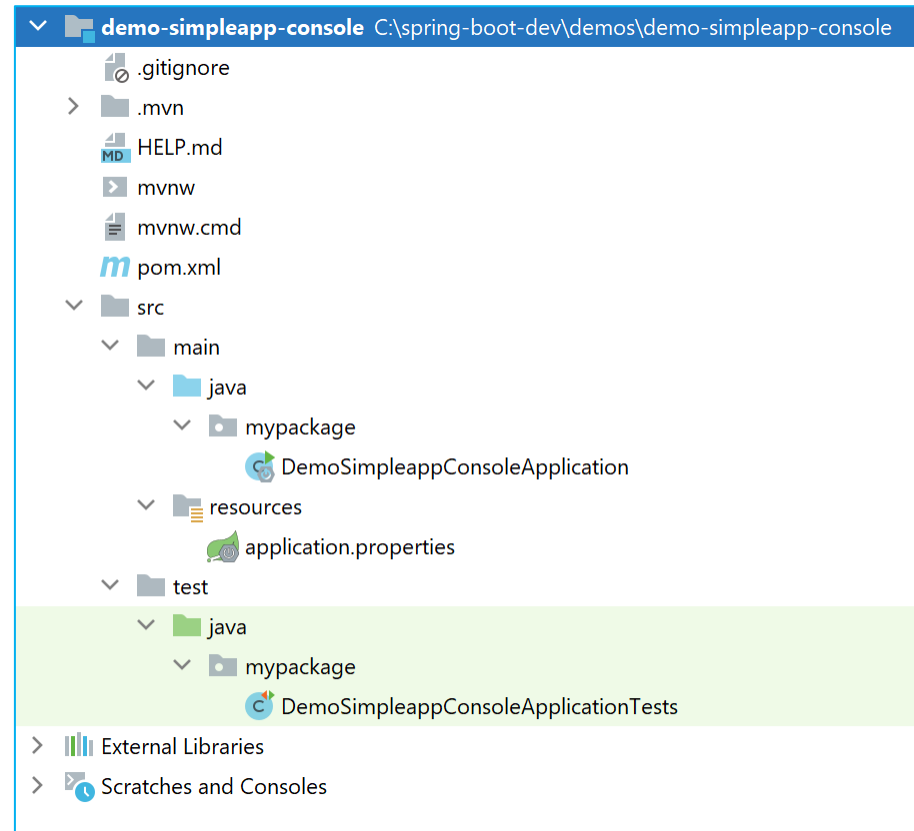 demo-simpleapp-console C:\spring-boot-dev\demos\demo-simpleapp-console
.gitignore
.mvn
MD HELP.md
mvnw
mvnw.cmd
m pom.xml
src
main
java
mypackage
C DemoSimpleappConsoleApplication
resources
application.properties
test
java
mypackage
C DemoSimpleappConsoleApplicationTests
External Libraries
Scratches and Consoles